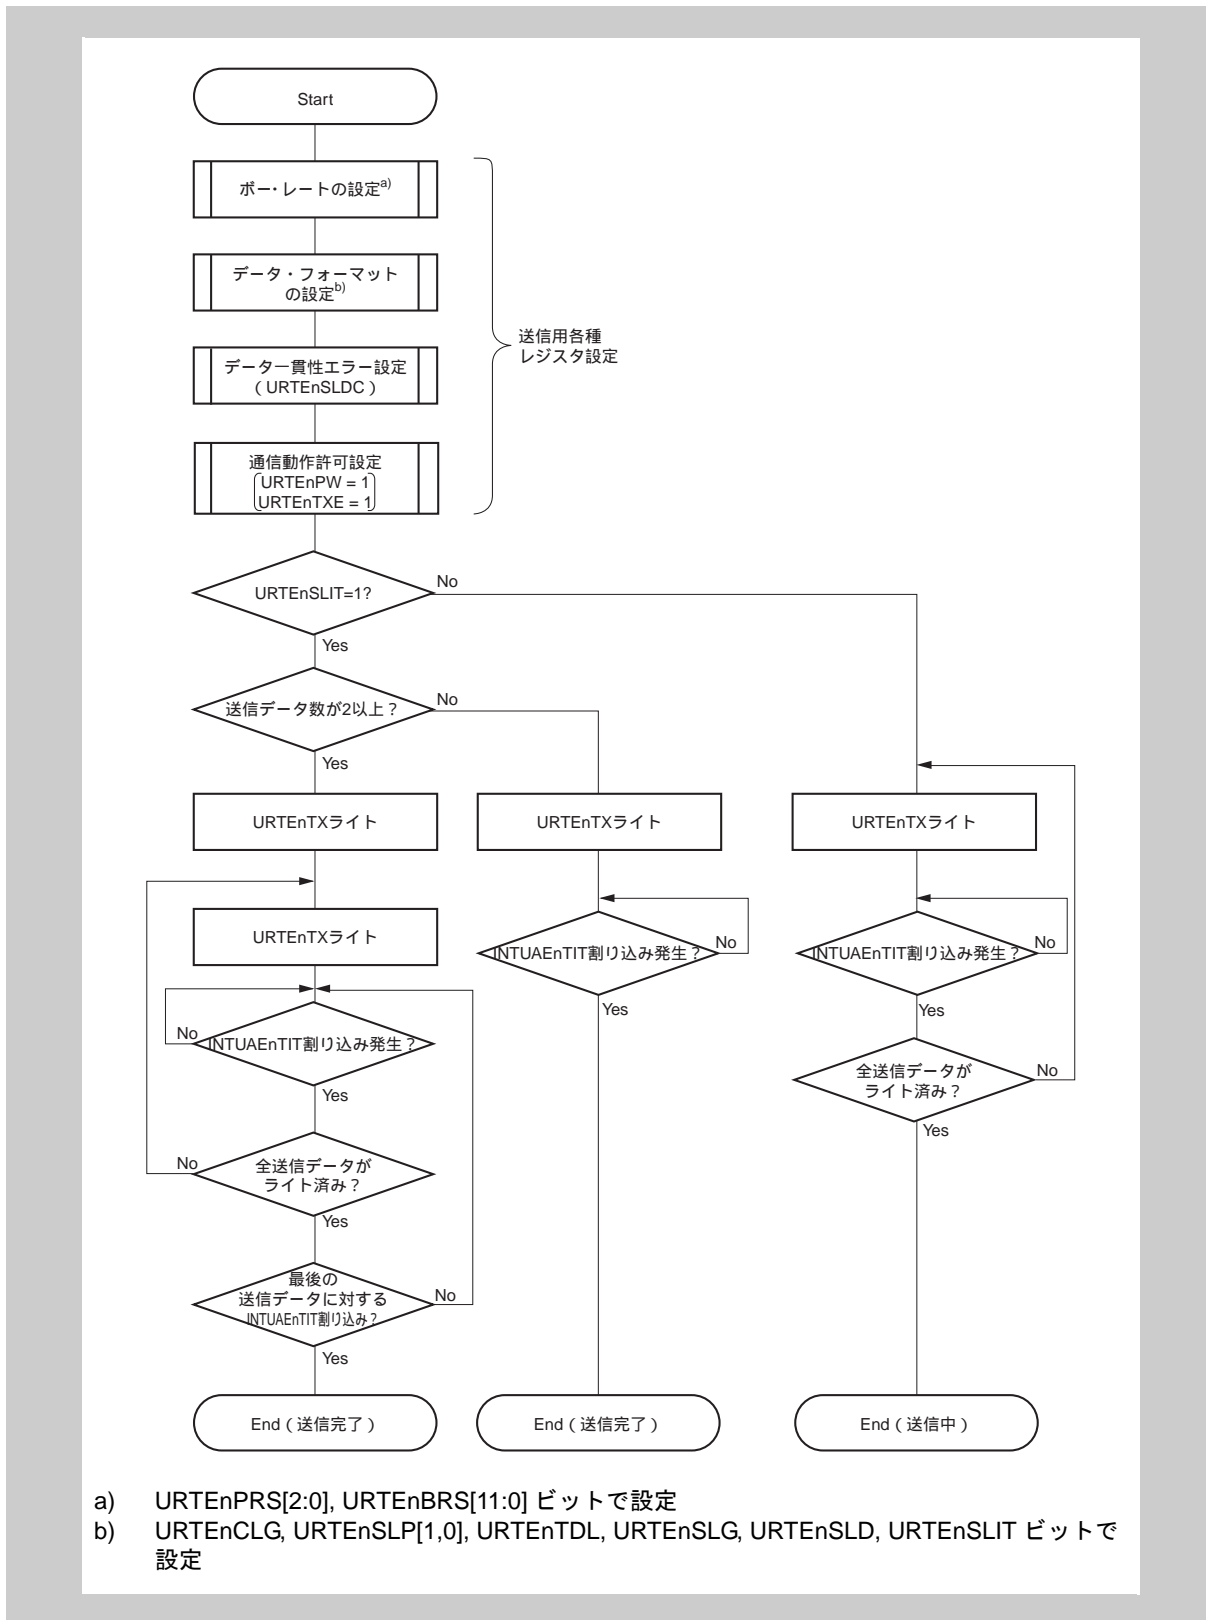 Start
ボー・レートの設定a)
データ・フォーマット
の設定b)
データ一貫性エラー設定
(URTEnSLDC)
通信動作許可設定
URTEnPW = 1
URTEnTXE = 1
送信用各種
レジスタ設定
URTEnSLIT=1?
No
Yes
送信データ数が2以上?
No
Yes
URTEnTXライト
URTEnTXライト
URTEnTXライト
URTEnTXライト
INTUAEnTIT割り込み発生?
No
Yes
INTUAEnTIT割り込み発生?
No
Yes
No
INTUAEnTIT割り込み発生?
Yes
全送信データが
ライト済み?
No
Yes
No
全送信データが
ライト済み?
Yes
最後の
送信データに対する
INTUAEnTIT割り込み?
No
Yes
End(送信完了)
End(送信完了)
End(送信中)
a) URTEnPRS[2:0], URTEnBRS[11:0] ビットで設定
b) URTEnCLG, URTEnSLP[1,0], URTEnTDL, URTEnSLG, URTEnSLD, URTEnSLIT ビットで
設定